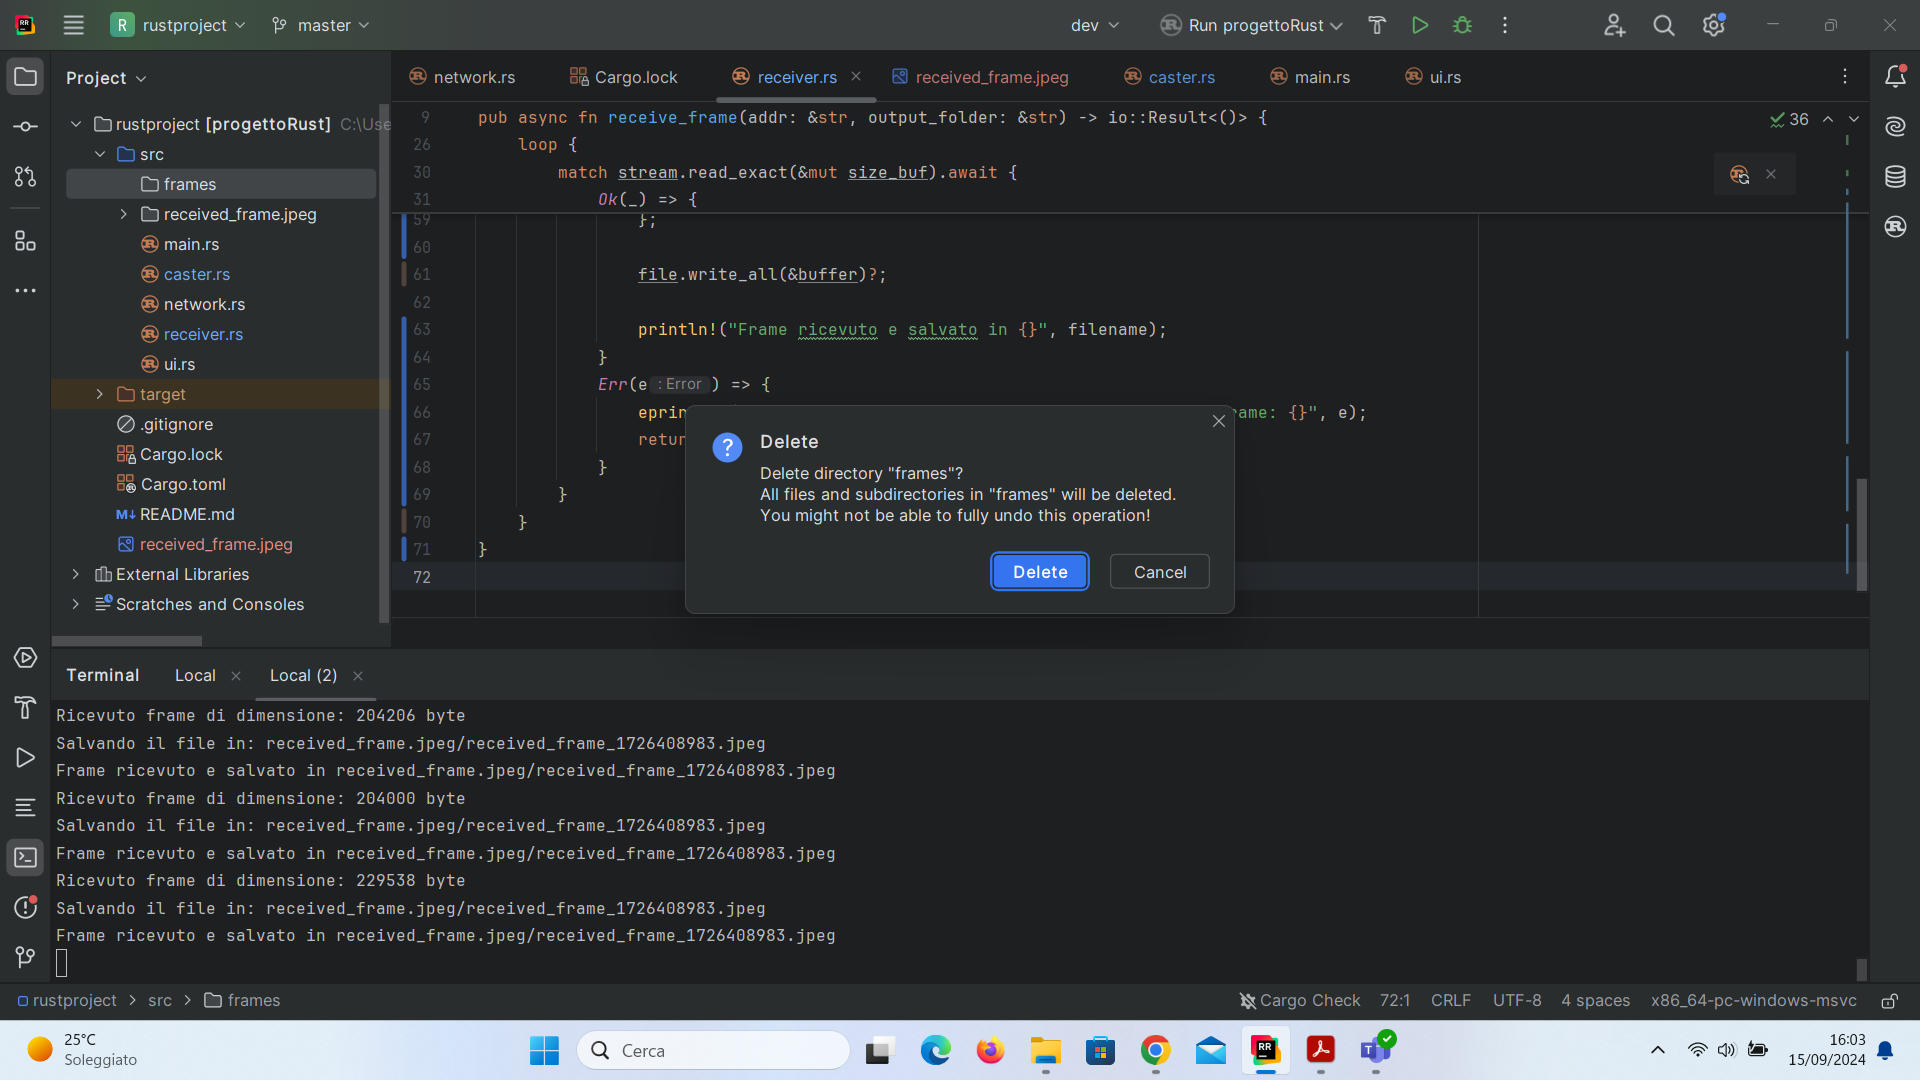 rustproject
master
dev
Run progettoRust
Project
network.rs
Cargo.lock
receiver.rs
received_frame.jpeg
caster.rs
main.rs
ui.rs
rustproject [progettoRust] C:\Use
src
frames
received_frame.jpeg
main.rs
caster.rs
network.rs
receiver.rs
ui.rs
target
.gitignore
Cargo.lock
Cargo.toml
README.md
received_frame.jpeg
External Libraries
Scratches and Consoles
36
9 pub async fn receive_frame(addr: &str, output_folder: &str) -> io::Result<()> {
26 loop {
30 match stream.read_exact(&mut size_buf).await {
31 Ok(_) => {
59 };
60
61 file.write_all(&buffer)?;
62
63 println!("Frame ricevuto e salvato in {}", filename);
64 }
65 Err(e : Error ) => {
66 eprin ame: {}", e);
67 retur
68 }
69 }
70 }
71 }
72
Delete
Delete directory "frames"?
All files and subdirectories in "frames" will be deleted.
You might not be able to fully undo this operation!
Delete
Cancel
Terminal
Local
Local (2)
Ricevuto frame di dimensione: 204206 byte
Salvando il file in: received_frame.jpeg/received_frame_1726408983.jpeg
Frame ricevuto e salvato in received_frame.jpeg/received_frame_1726408983.jpeg
Ricevuto frame di dimensione: 204000 byte
Salvando il file in: received_frame.jpeg/received_frame_1726408983.jpeg
Frame ricevuto e salvato in received_frame.jpeg/received_frame_1726408983.jpeg
Ricevuto frame di dimensione: 229538 byte
Salvando il file in: received_frame.jpeg/received_frame_1726408983.jpeg
Frame ricevuto e salvato in received_frame.jpeg/received_frame_1726408983.jpeg
rustproject > src > frames
Cargo Check
72:1
CRLF
UTF-8
4 spaces
x86_64-pc-windows-msvc
25°C
Soleggiato
Cerca
16:03
15/09/2024